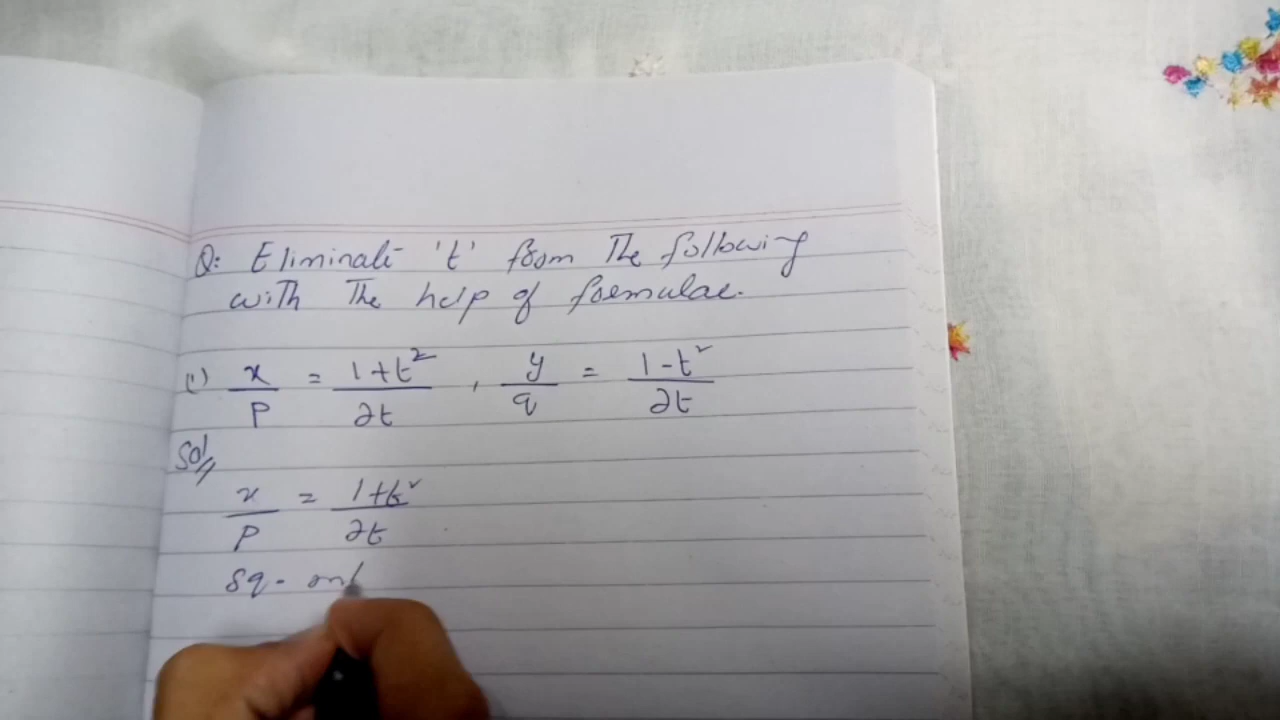 Q: Eliminate 't' from The following
with The help of formulae.
(1) x/p = 1+t²/2t , y/q = 1-t²/2t
Sol
x/p = 1+t²/2t
Sq. on b